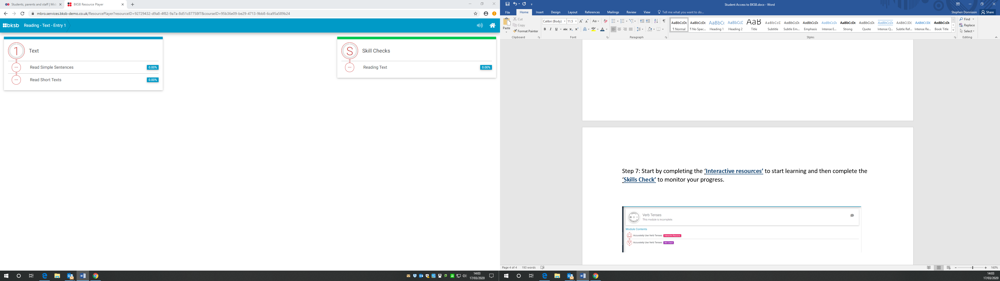 Students, parents and staff | Mid
BKSB Resource Player
mbro.services.bksb-demo.co.uk/ResourcePlayer?resourceID=92729432-d9a8-4f82-9a7a-8d51c87758f7&courseID=95b36e09-be29-4713-9bb8-6ca95a589b24
bksb Reading - Text - Entry 1
1 Text
Read Simple Sentences 0.00%
Read Short Texts 0.00%
S Skill Checks
Reading Text 0.00%
14:03
17/03/2020
Student Access to BKSB.docx - Word
File Home Insert Design Layout References Mailings Review View Tell me what you want to do...
Stephen Donnison Share
Paste
Cut
Copy
Format Painter
Clipboard
Calibri (Body) 11.5
Font
Paragraph
AaBbCcDc AaBbCcDc AaBbCc AaBbCcC AaB AaBbCcC AaBbCcDc AaBbCcDc AaBbCcDc AaBbCcDc AaBbCcDc AaBbCcDc AABBCCDE AABBCCDE AaBbCcDc
¶ Normal ¶ No Spac... Heading 1 Heading 2 Title Subtitle Subtle Em... Emphasis Intense E... Strong Quote Intense Q... Subtle Ref... Intense Re... Book Title
Styles
Find
Replace
Select
Editing
Step 7: Start by completing the ‘Interactive resources’ to start learning and then complete the
‘Skills Check’ to monitor your progress.
Verb Tenses
This module is incomplete.
Module Contents
Accurately Use Verb Tenses Interactive Resource
Accurately Use Verb Tenses Skill Check
Page 4 of 4 193 words
160%
14:03
17/03/2020